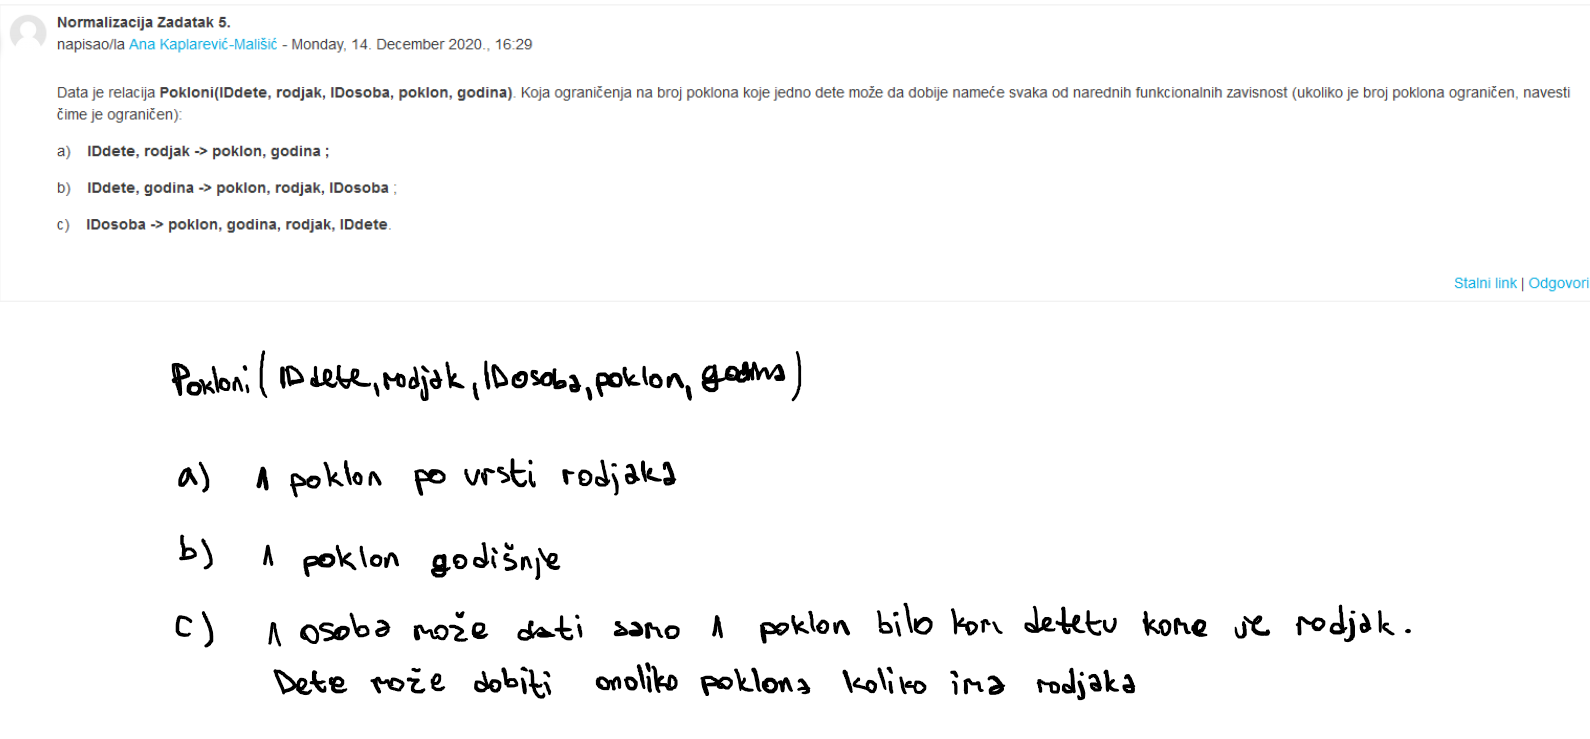 Normalizacija Zadatak 5.
napisao/la Ana Kaplarević-Mališić - Monday, 14. December 2020., 16:29
Data je relacija Pokloni(IDdete, rodjak, IDosoba, poklon, godina). Koja ograničenja na broj poklona koje jedno dete može da dobije nameće svaka od narednih funkcionalnih zavisnost (ukoliko je broj poklona ograničen, navesti
čime je ograničen):
a) IDdete, rodjak -> poklon, godina ;
b) IDdete, godina -> poklon, rodjak, IDosoba ;
c) IDosoba -> poklon, godina, rodjak, IDdete.
Stalni link | Odgovori
Pokloni(IDdete, rodjak, IDosoba, poklon, godina)
a) 1 poklon po vrsti rodjaka
b) 1 poklon godišnje
c) 1 osoba može dati samo 1 poklon bilo kom detetu kome je rodjak.
Dete može dobiti onoliko poklona koliko ima rodjaka